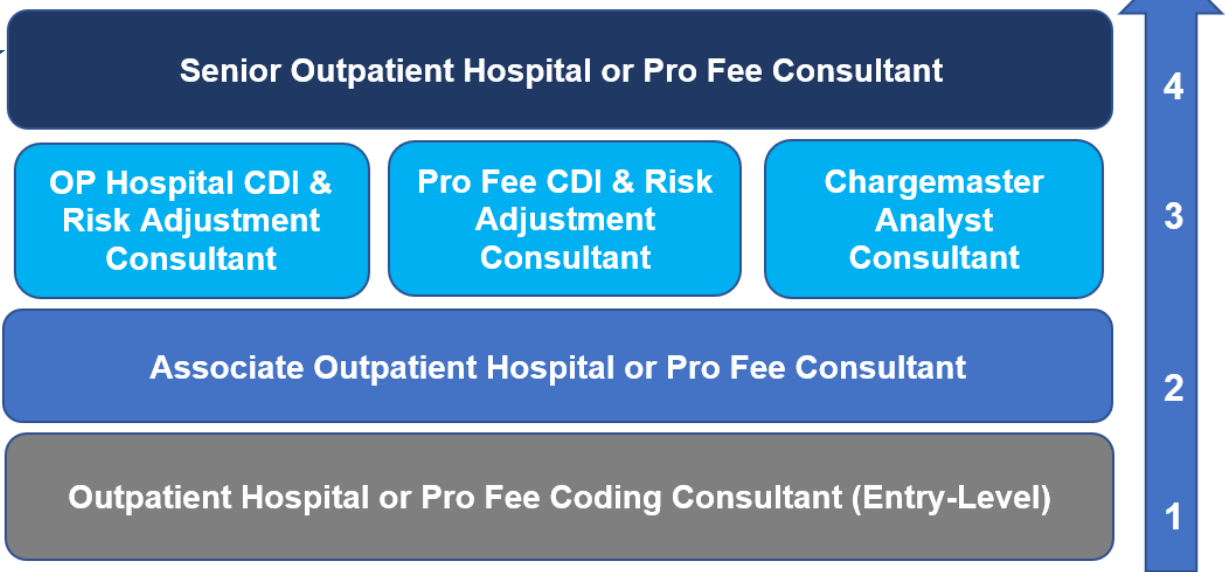 Senior Outpatient Hospital or Pro Fee Consultant
4
OP Hospital CDI &
Risk Adjustment
Consultant
Pro Fee CDI & Risk
Adjustment
Consultant
Chargemaster
Analyst
Consultant
3
Associate Outpatient Hospital or Pro Fee Consultant
2
Outpatient Hospital or Pro Fee Coding Consultant (Entry-Level)
1